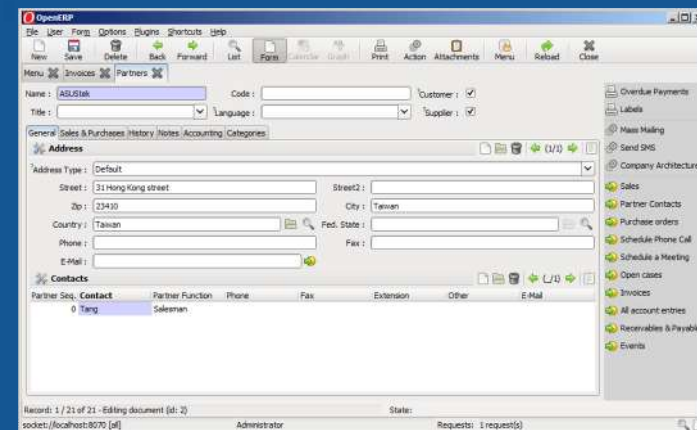 OpenERP
File User Form Options Plugins Shortcuts Help
New Save Delete Back Forward List Form Calendar Graph Print Action Attachments Menu Reload Close
Menu Invoices Partners
Name : ASUStek Code : ?Customer :
Title : ?Language : ?Supplier :
General Sales & Purchases History Notes Accounting Categories
Address (1/1)
?Address Type : Default
Street : 31 Hong Kong street Street2 :
Zip : 23410 City : Taiwan
Country : Taiwan Fed. State :
Phone : Fax :
E-Mail :
Contacts (_/1)
Partner Seq. Contact Partner Function Phone Fax Extension Other E-Mail
0 Tang Salesman
Record: 1 / 21 of 21 - Editing document (id: 2) State:
socket://localhost:8070 [al] Administrator Requests: 1 request(s)
Overdue Payments
Labels
Mass Mailing
Send SMS
Company Architecture
Sales
Partner Contacts
Purchase orders
Schedule Phone Call
Schedule a Meeting
Open cases
Invoices
All account entries
Receivables & Payable
Events